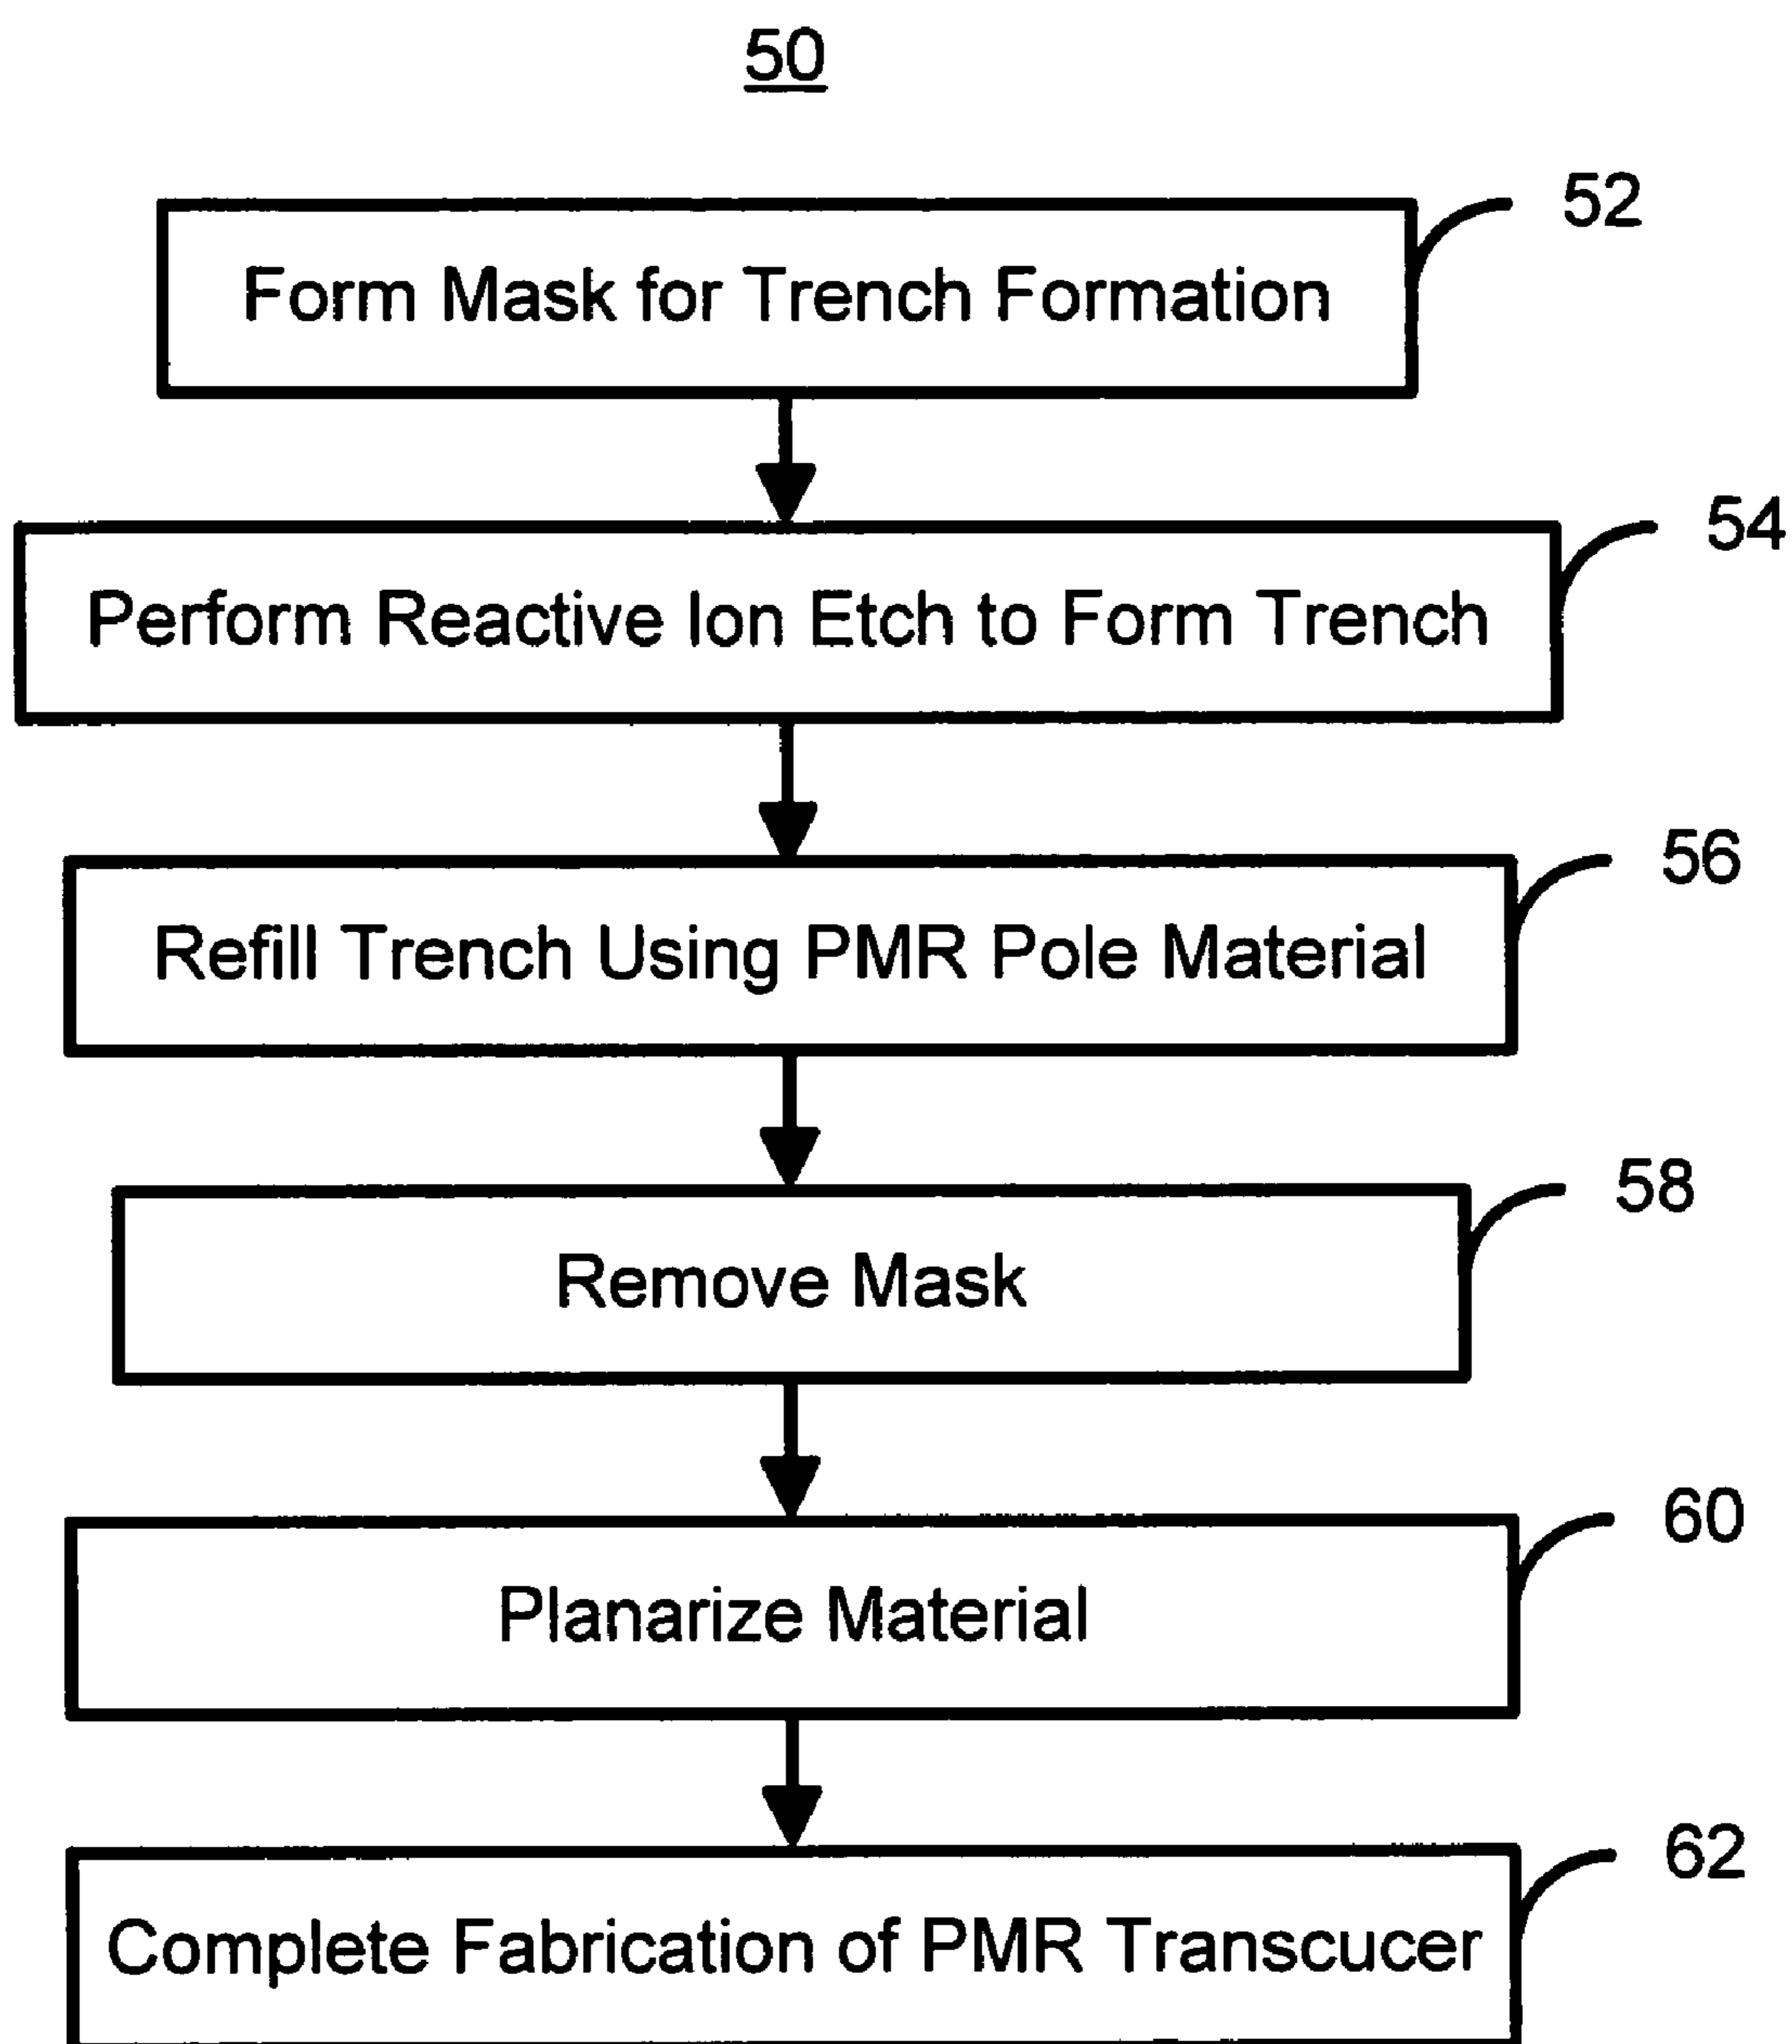 50
52
Form Mask for Trench Formation
54
Perform Reactive Ion Etch to Form Trench
56
Refill Trench Using PMR Pole Material
58
Remove Mask
60
Planarize Material
62
Complete Fabrication of PMR Transcucer